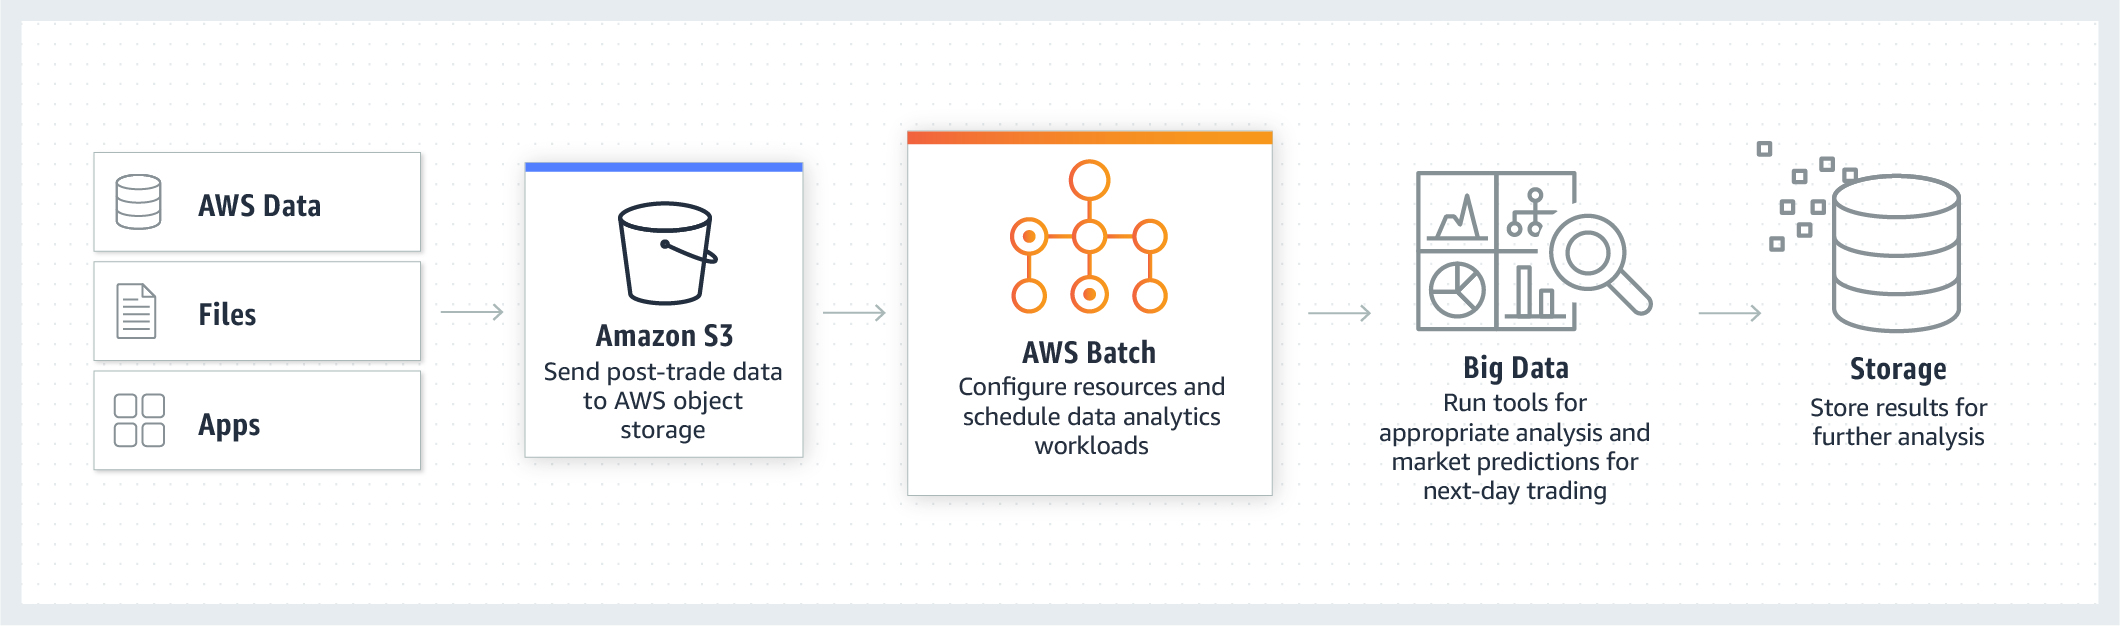 AWS Data
Files
Apps
Amazon S3
Send post-trade data
to AWS object
storage
AWS Batch
Configure resources and
schedule data analytics
workloads
Big Data
Run tools for
appropriate analysis and
market predictions for
next-day trading
Storage
Store results for
further analysis